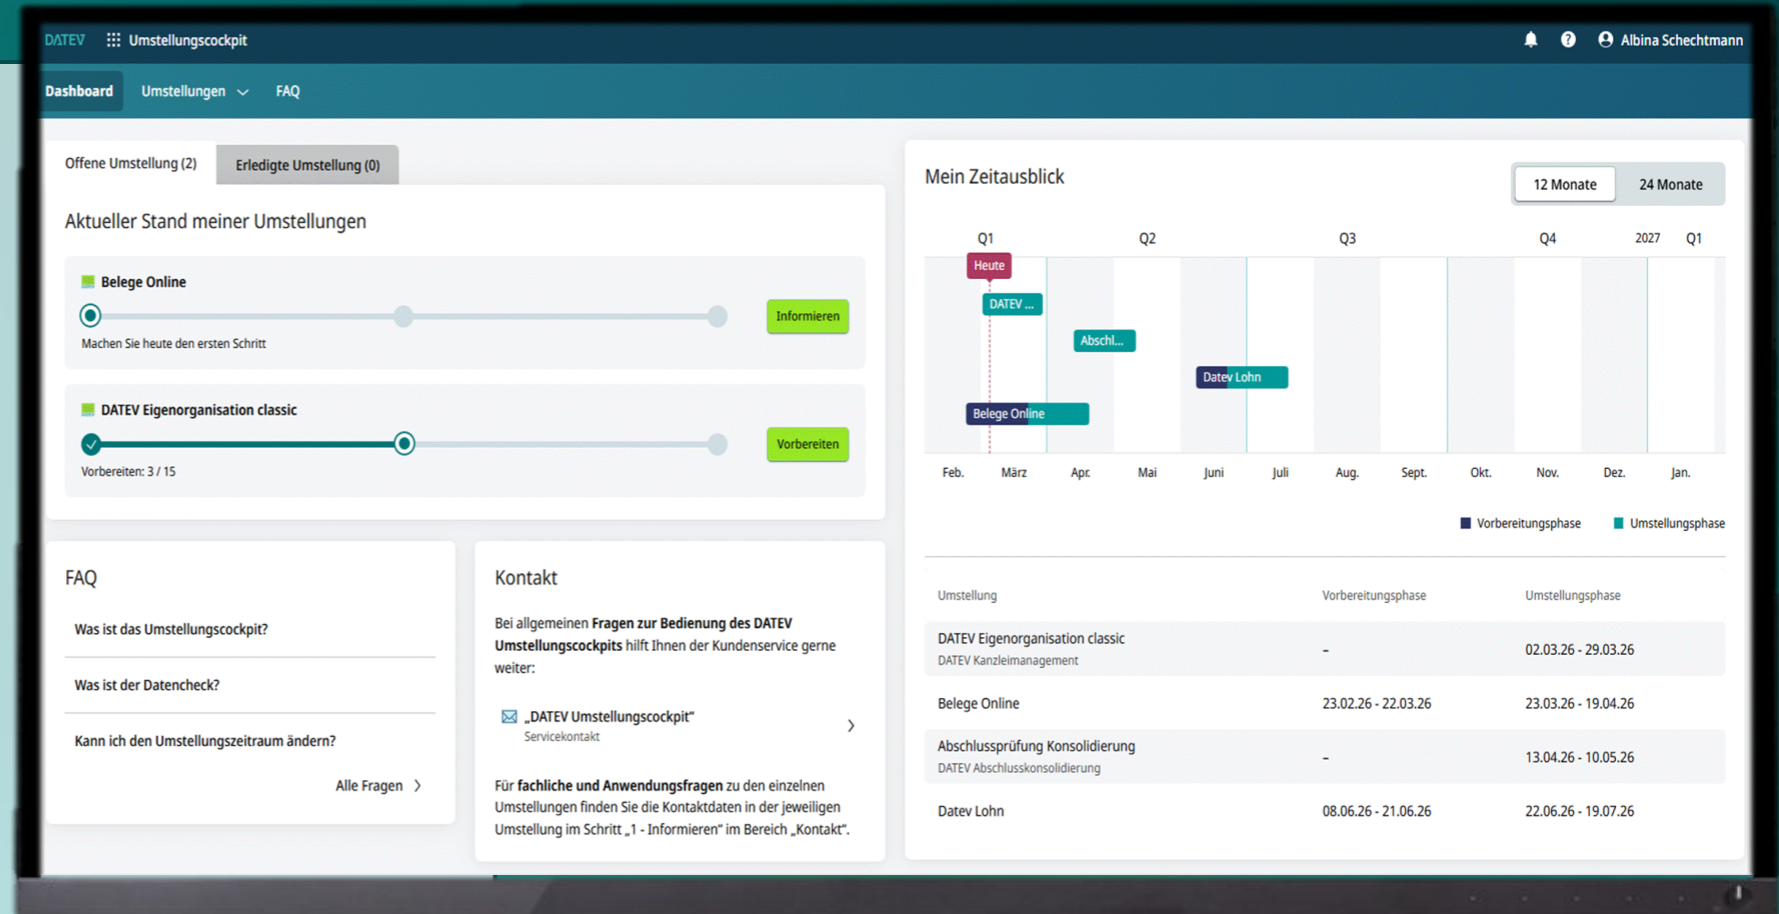 DATEV Umstellungscockpit
Albina Schechtmann
Dashboard Umstellungen FAQ
Offene Umstellung (2) Erledigte Umstellung (0)
Aktueller Stand meiner Umstellungen
Belege Online
Informieren
Machen Sie heute den ersten Schritt
DATEV Eigenorganisation classic
Vorbereiten
Vorbereiten: 3 / 15
FAQ
Was ist das Umstellungscockpit?
Was ist der Datencheck?
Kann ich den Umstellungszeitraum ändern?
Alle Fragen
Kontakt
Bei allgemeinen Fragen zur Bedienung des DATEV
Umstellungscockpits hilft Ihnen der Kundenservice gerne
weiter:
„DATEV Umstellungscockpit“
Servicekontakt
Für fachliche und Anwendungsfragen zu den einzelnen
Umstellungen finden Sie die Kontaktdaten in der jeweiligen
Umstellung im Schritt „1 - Informieren“ im Bereich „Kontakt“.
Mein Zeitausblick
12 Monate 24 Monate
Q1 Q2 Q3 Q4 2027 Q1
Heute
DATEV ...
Abschl...
Datev Lohn
Belege Online
Feb. März Apr. Mai Juni Juli Aug. Sept. Okt. Nov. Dez. Jan.
Vorbereitungsphase Umstellungsphase
Umstellung Vorbereitungsphase Umstellungsphase
DATEV Eigenorganisation classic
DATEV Kanzleimanagement
– 02.03.26 - 29.03.26
Belege Online 23.02.26 - 22.03.26 23.03.26 - 19.04.26
Abschlussprüfung Konsolidierung
DATEV Abschlusskonsolidierung
– 13.04.26 - 10.05.26
Datev Lohn 08.06.26 - 21.06.26 22.06.26 - 19.07.26